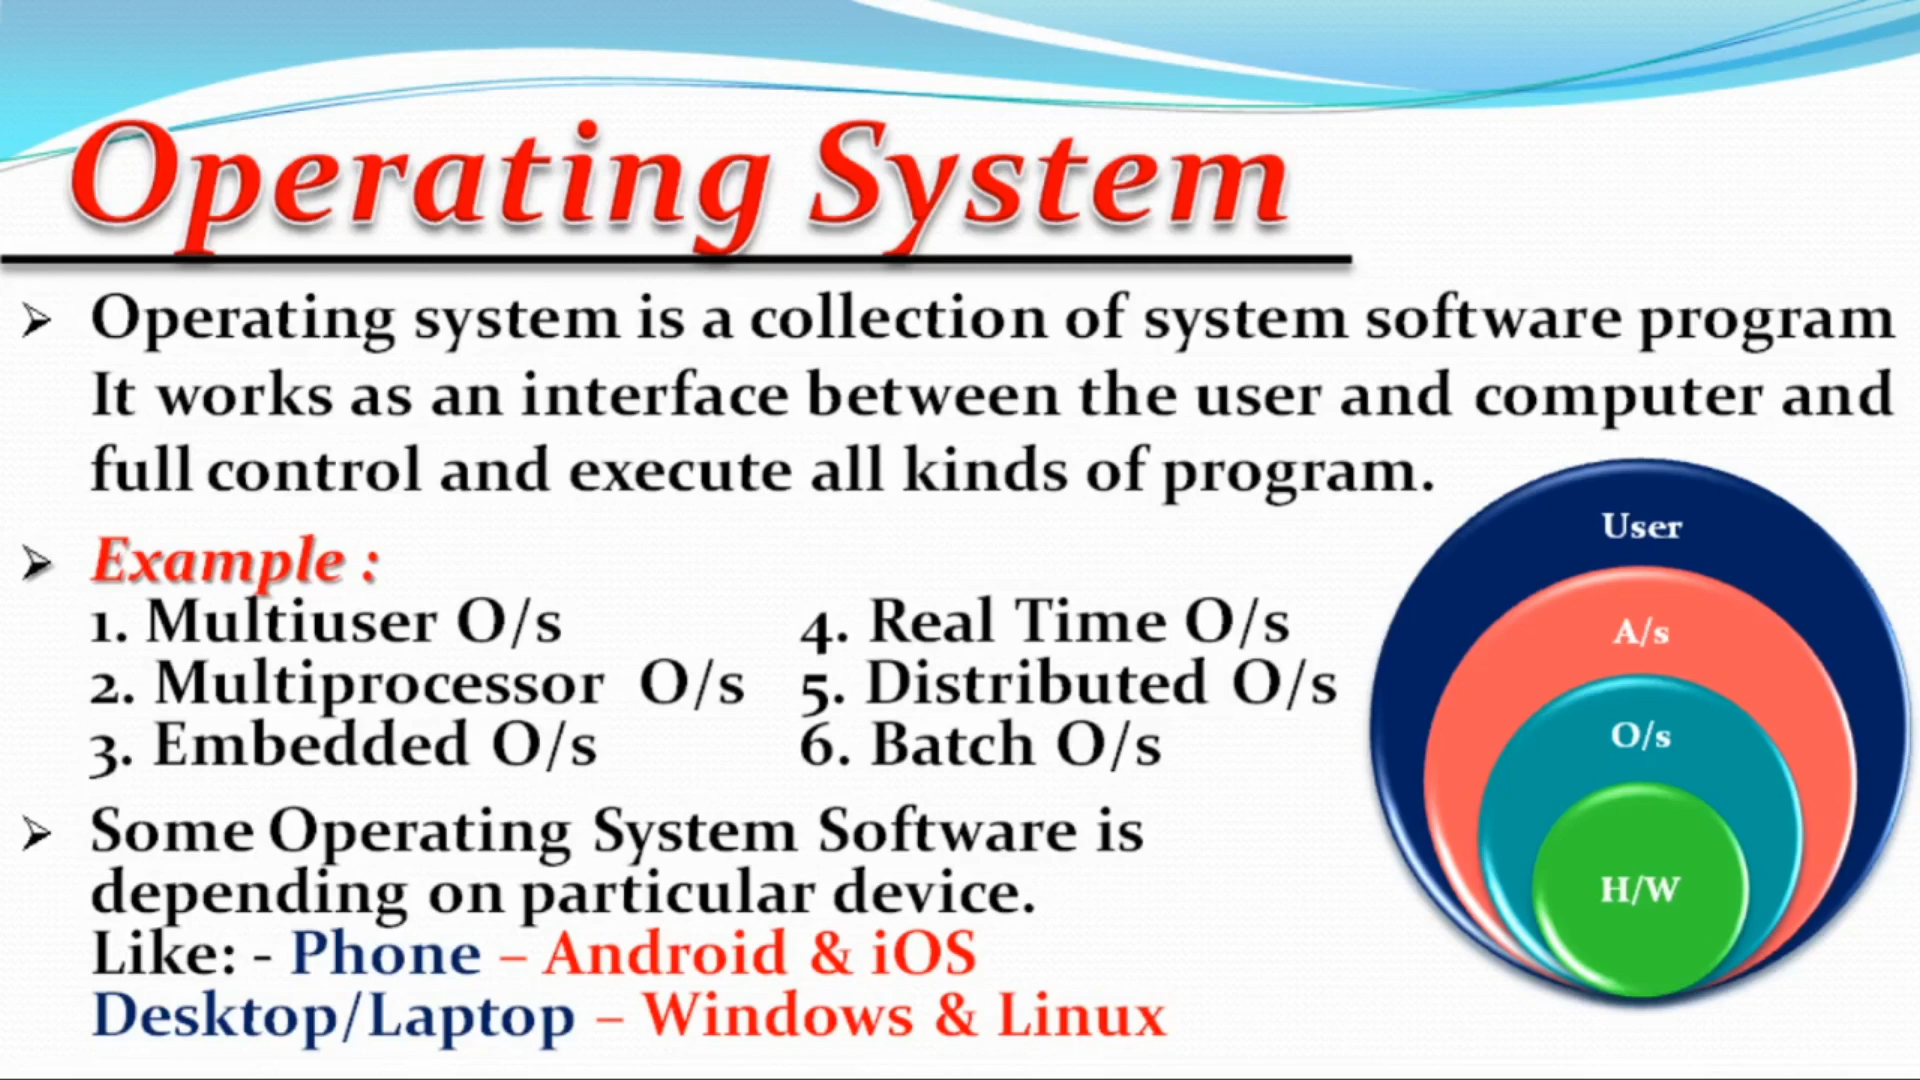 Operating System
➢ Operating system is a collection of system software program
It works as an interface between the user and computer and
full control and execute all kinds of program.
➢ Example :
1. Multiuser O/s
2. Multiprocessor O/s
3. Embedded O/s
4. Real Time O/s
5. Distributed O/s
6. Batch O/s
➢ Some Operating System Software is
depending on particular device.
Like: - Phone – Android & iOS
Desktop/Laptop – Windows & Linux
User
A/s
O/s
H/W